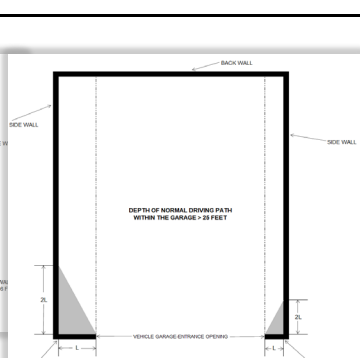 BACK WALL
SIDE WALL
SIDE WALL
DEPTH OF NORMAL DRIVING PATH
WITHIN THE GARAGE > 25 FEET
2L
2L
VEHICLE GARAGE-ENTRANCE OPENING
L
L